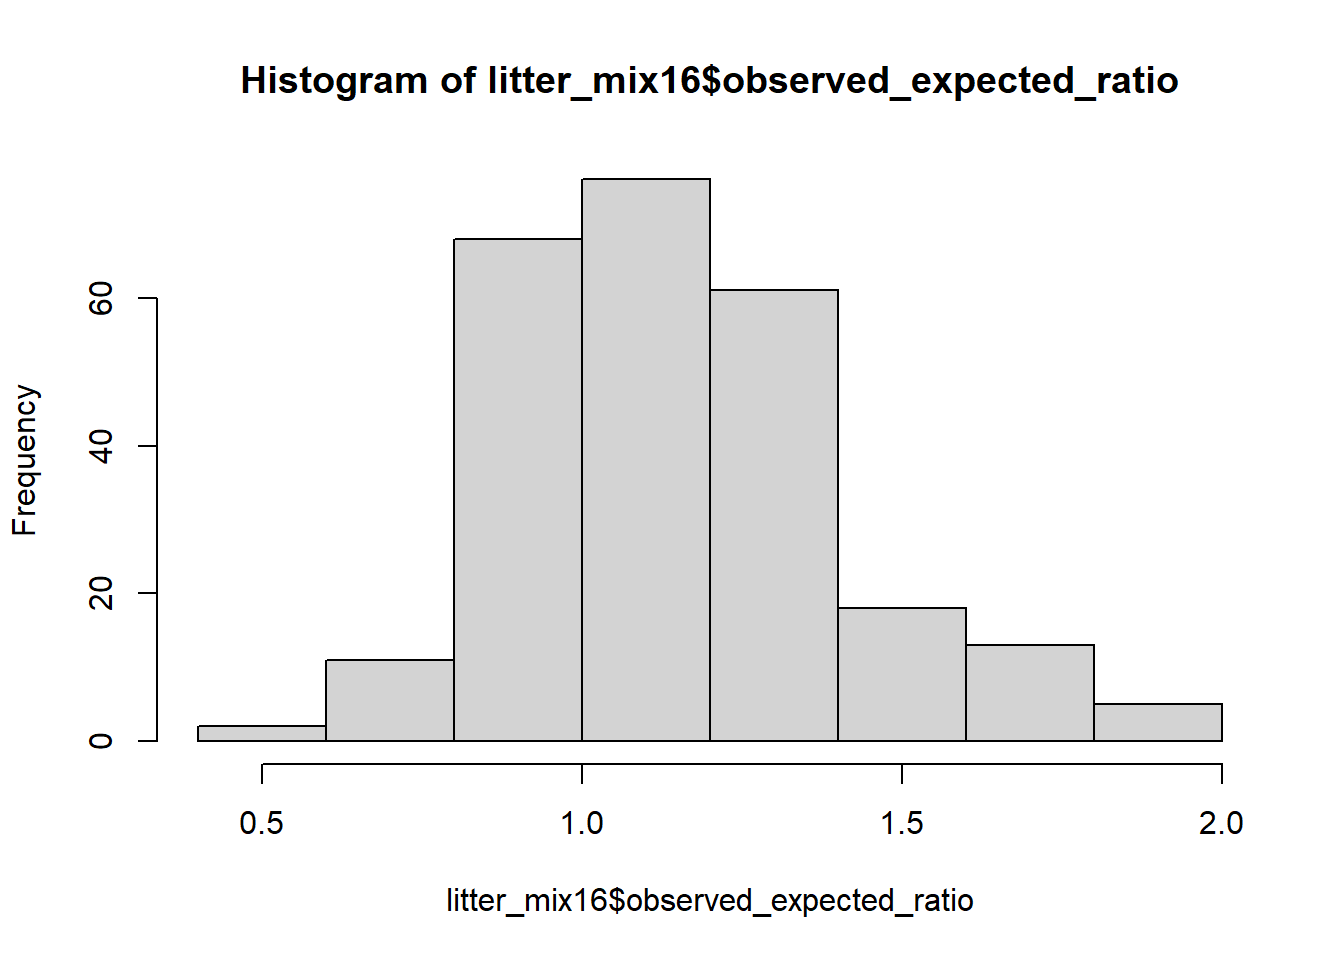 Histogram of litter_mix16$observed_expected_ratio
Frequency
60
40
20
0
0.5 1.0 1.5 2.0
litter_mix16$observed_expected_ratio